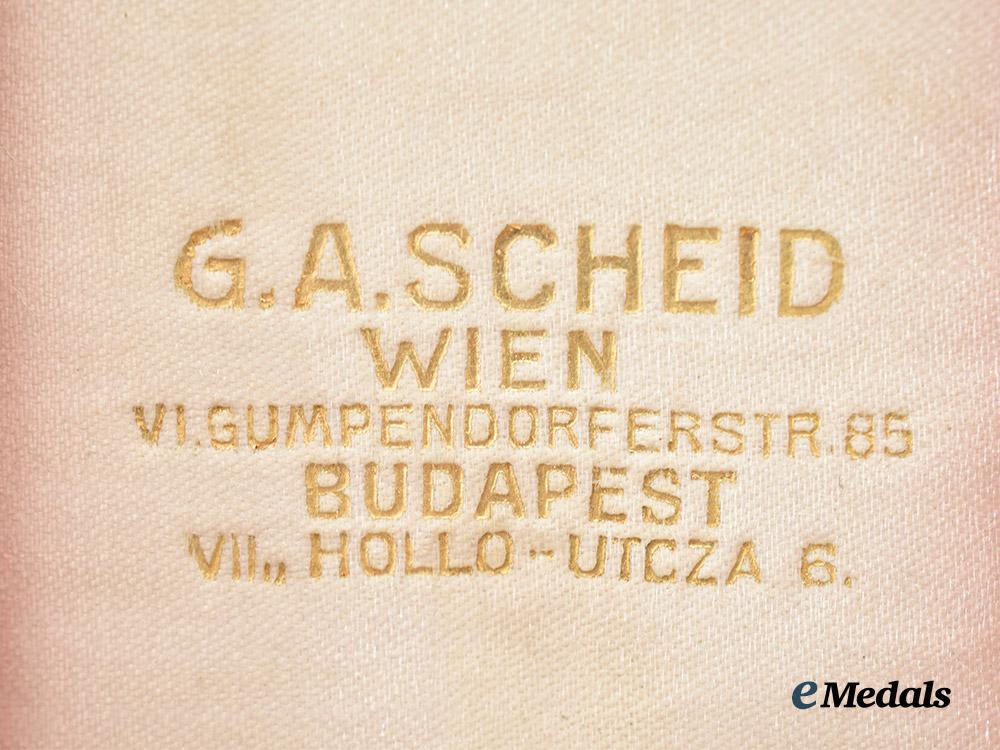 G.A.SCHEID
WIEN
VI.GUMPENDORFERSTR.85
BUDAPEST
VII., HOLLO-UTCZA 6.
eMedals